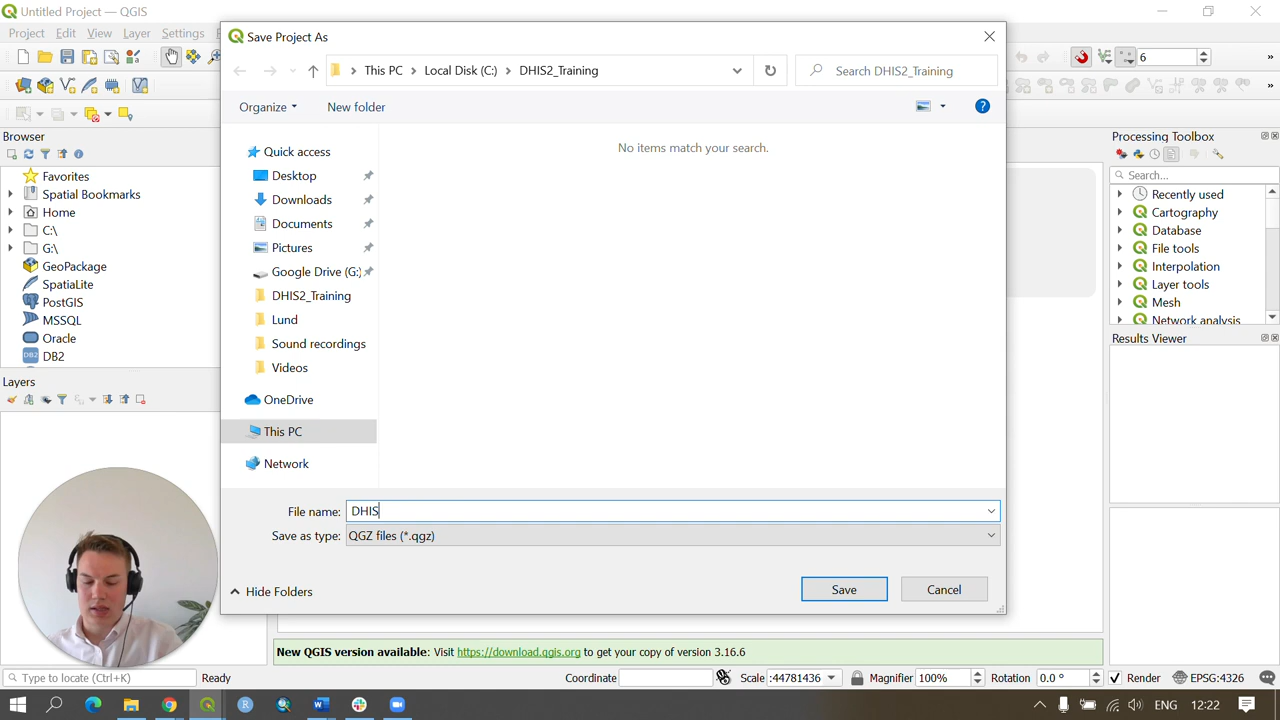 Untitled Project — QGIS
Project Edit View Layer Settings
6
Browser
Favorites
Spatial Bookmarks
Home
C:\
G:\
GeoPackage
SpatiaLite
PostGIS
MSSQL
Oracle
DB2
DB2
Layers
Save Project As
This PC
Local Disk (C:)
DHIS2_Training
Search DHIS2_Training
Organize
New folder
?
No items match your search.
Quick access
Desktop
Downloads
Documents
Pictures
Google Drive (G:)
DHIS2_Training
Lund
Sound recordings
Videos
OneDrive
This PC
Network
File name: DHIS
Save as type: QGZ files (*.qgz)
Hide Folders
Save
Cancel
Processing Toolbox
Search...
Recently used
Cartography
Database
File tools
Interpolation
Layer tools
Mesh
Network analysis
Results Viewer
New QGIS version available: Visit https://download.qgis.org to get your copy of version 3.16.6
Type to locate (Ctrl+K) Ready Coordinate Scale :44781436 Magnifier 100% Rotation 0.0 ° Render EPSG:4326
R W ENG 12:22